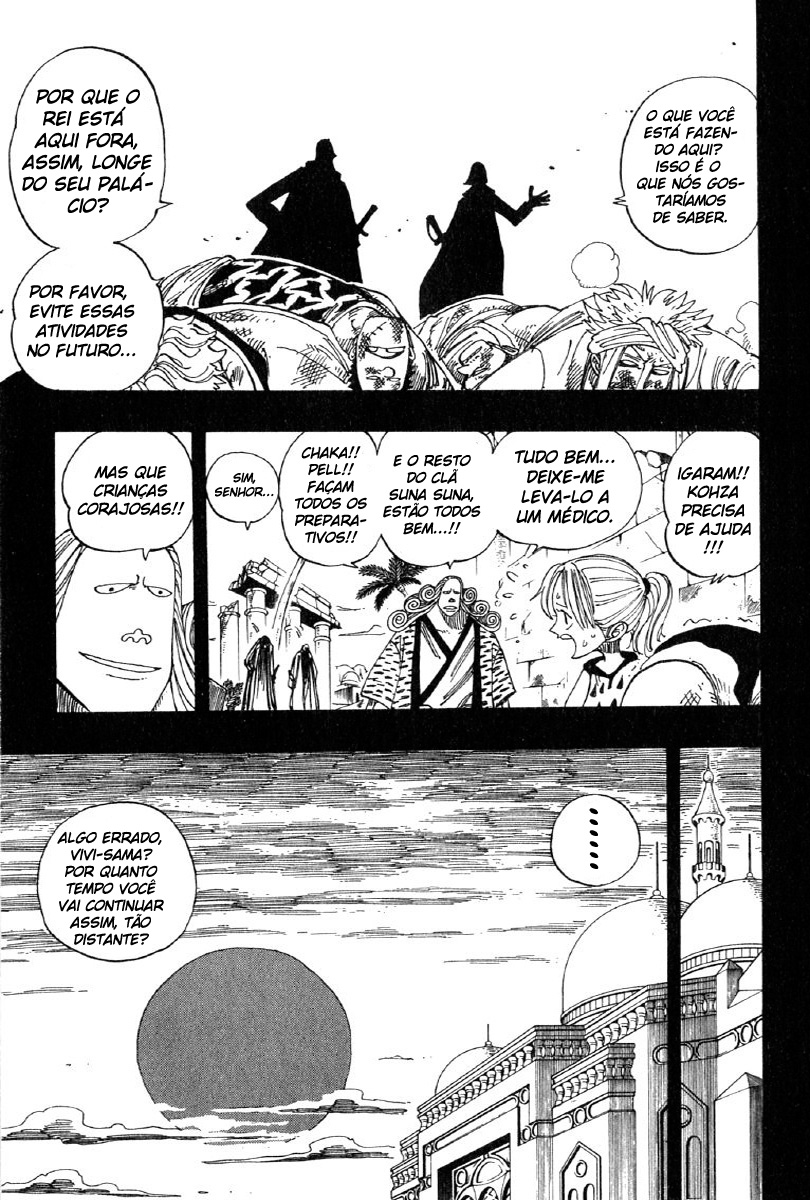 O QUE VOCÊ
ESTÁ FAZEN-
DO AQUI?
ISSO É O
QUE NÓS GOS-
TARÍAMOS
DE SABER.
POR QUE O
REI ESTÁ
AQUI FORA,
ASSIM, LONGE
DO SEU PALÁ-
CIO?
POR FAVOR,
EVITE ESSAS
ATIVIDADES
NO FUTURO...
IGARAM!!
KOHZA
PRECISA
DE AJUDA
!!!
TUDO BEM...
DEIXE-ME
LEVA-LO A
UM MÉDICO.
E O RESTO
DO CLÃ
SUNA SUNA,
ESTÃO TODOS
BEM...!!
CHAKA!!
PELL!!
FAÇAM
TODOS OS
PREPARA-
TIVOS!!
SIM,
SENHOR...
MAS QUE
CRIANÇAS
CORAJOSAS!!
......
ALGO ERRADO,
VIVI-SAMA?
POR QUANTO
TEMPO VOCÊ
VAI CONTINUAR
ASSIM, TÃO
DISTANTE?